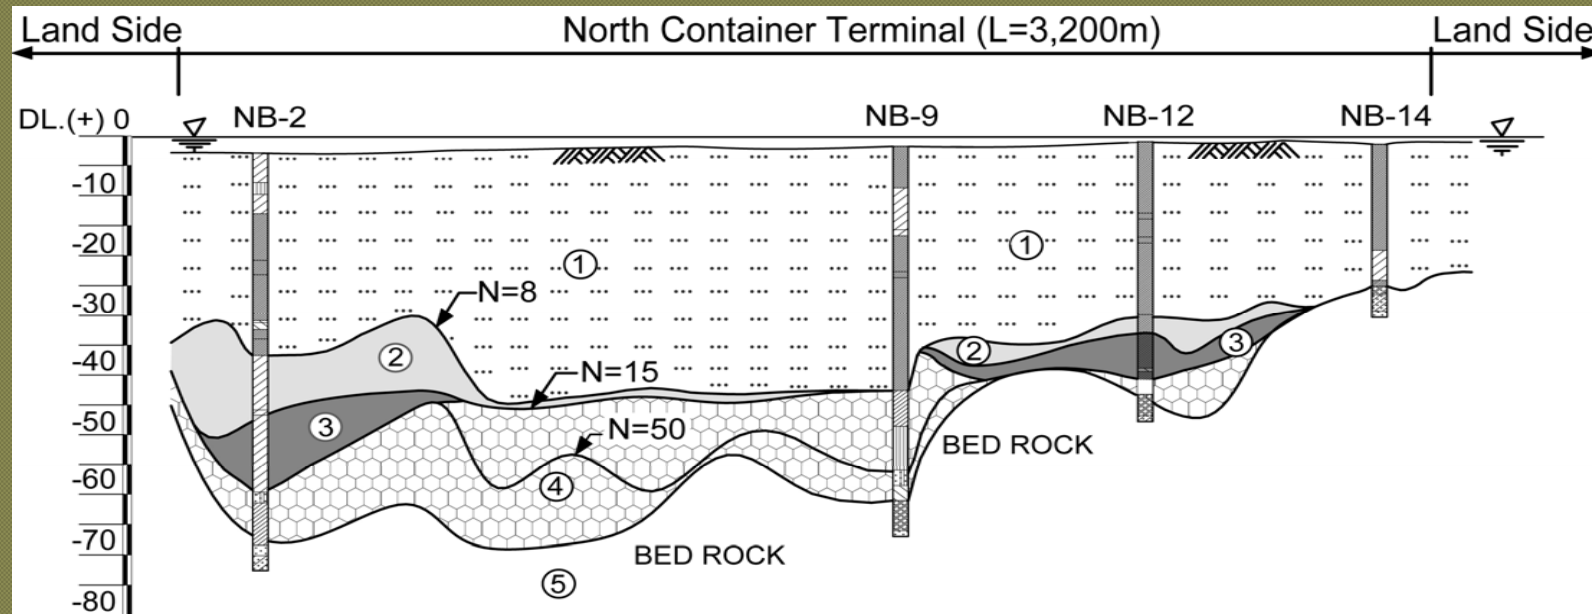 Land Side North Container Terminal (L=3,200m) Land Side
DL.(+) 0 NB-2 NB-9 NB-12 NB-14
-10
-20
①
①
-30
N=8
-40
②
②
③
N=15
-50
③
N=50
BED ROCK
-60
④
-70
BED ROCK
⑤
-80